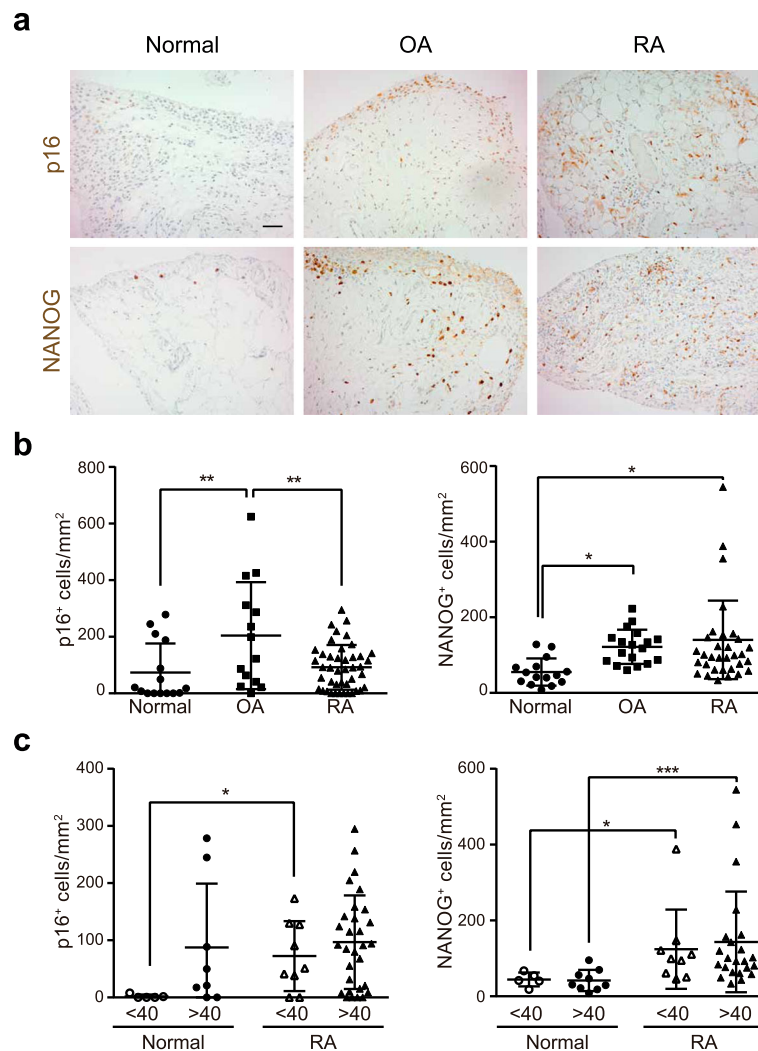 a
Normal OA RA
p16
NANOG
b
p16+ cells/mm2
800
600
400
200
0
** **
Normal OA RA
NANOG+ cells/mm2
600
400
200
0
*
*
Normal OA RA
c
p16+ cells/mm2
400
300
200
100
0
*
<40 >40 <40 >40
Normal RA
NANOG+ cells/mm2
600
400
200
0
***
*
<40 >40 <40 >40
Normal RA